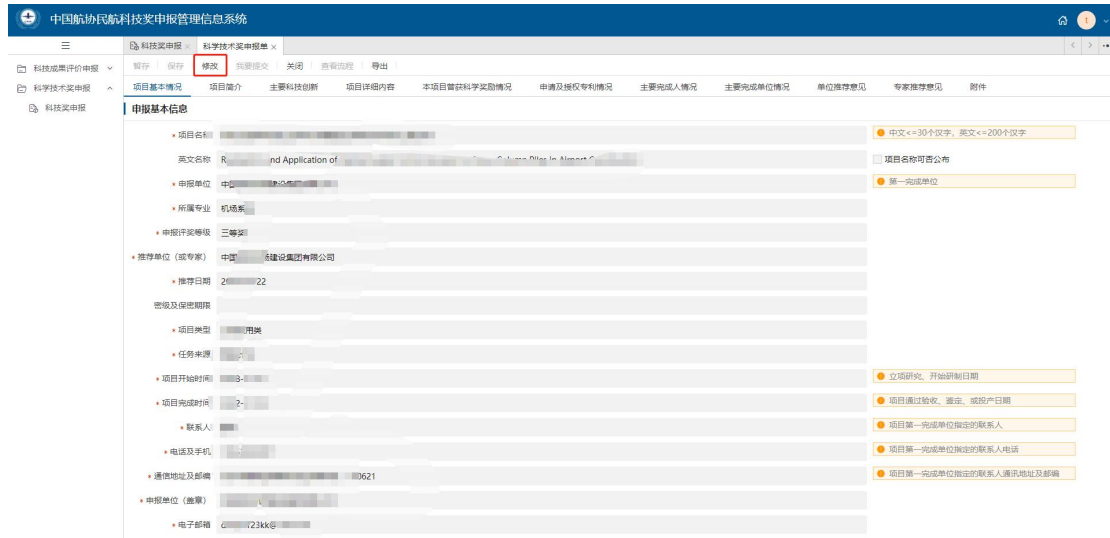 中国航协民航科技奖申报管理信息系统
t
科技奖申报 × 科学技术奖申报单 ×
科技成果评价申报
科学技术奖申报
科技奖申报
暂存 保存 修改 我要提交 关闭 查看流程 导出
项目基本情况 项目简介 主要科技创新 项目详细内容 本项目曾获科学奖励情况 申请及授权专利情况 主要完成人情况 主要完成单位情况 单位推荐意见 专家推荐意见 附件
申报基本信息
* 项目名称 中文<=30个汉字，英文<=200个汉字
英文名称 R nd Application of Piles in Airport 项目名称可否公布
* 申报单位 中 建设集团 第一完成单位
* 所属专业 机场系
* 申报评奖等级 三等奖
* 推荐单位（或专家） 中国 建设集团有限公司
* 推荐日期 2 22
密级及保密期限
* 项目类型 用类
* 任务来源
* 项目开始时间 3- 立项研究、开始研制日期
* 项目完成时间 2- 项目通过验收、鉴定、或投产日期
* 联系人 项目第一完成单位指定的联系人
* 电话及手机 项目第一完成单位指定的联系人电话
* 通信地址及邮编 0621 项目第一完成单位指定的联系人通讯地址及邮编
* 申报单位（盖章）
* 电子邮箱 c 23kk@